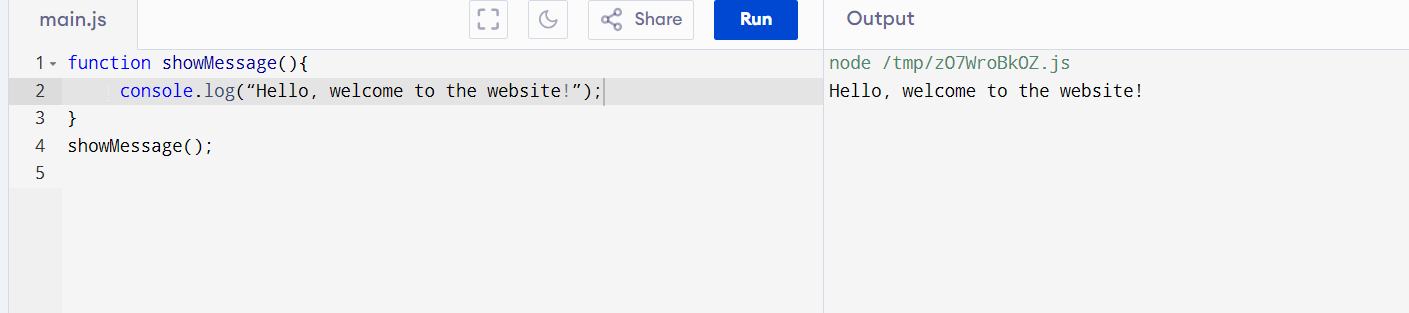 main.js Share Run Output
1 function showMessage(){
2 console.log(“Hello, welcome to the website!”);
3 }
4 showMessage();
5
node /tmp/zO7WroBkOZ.js
Hello, welcome to the website!